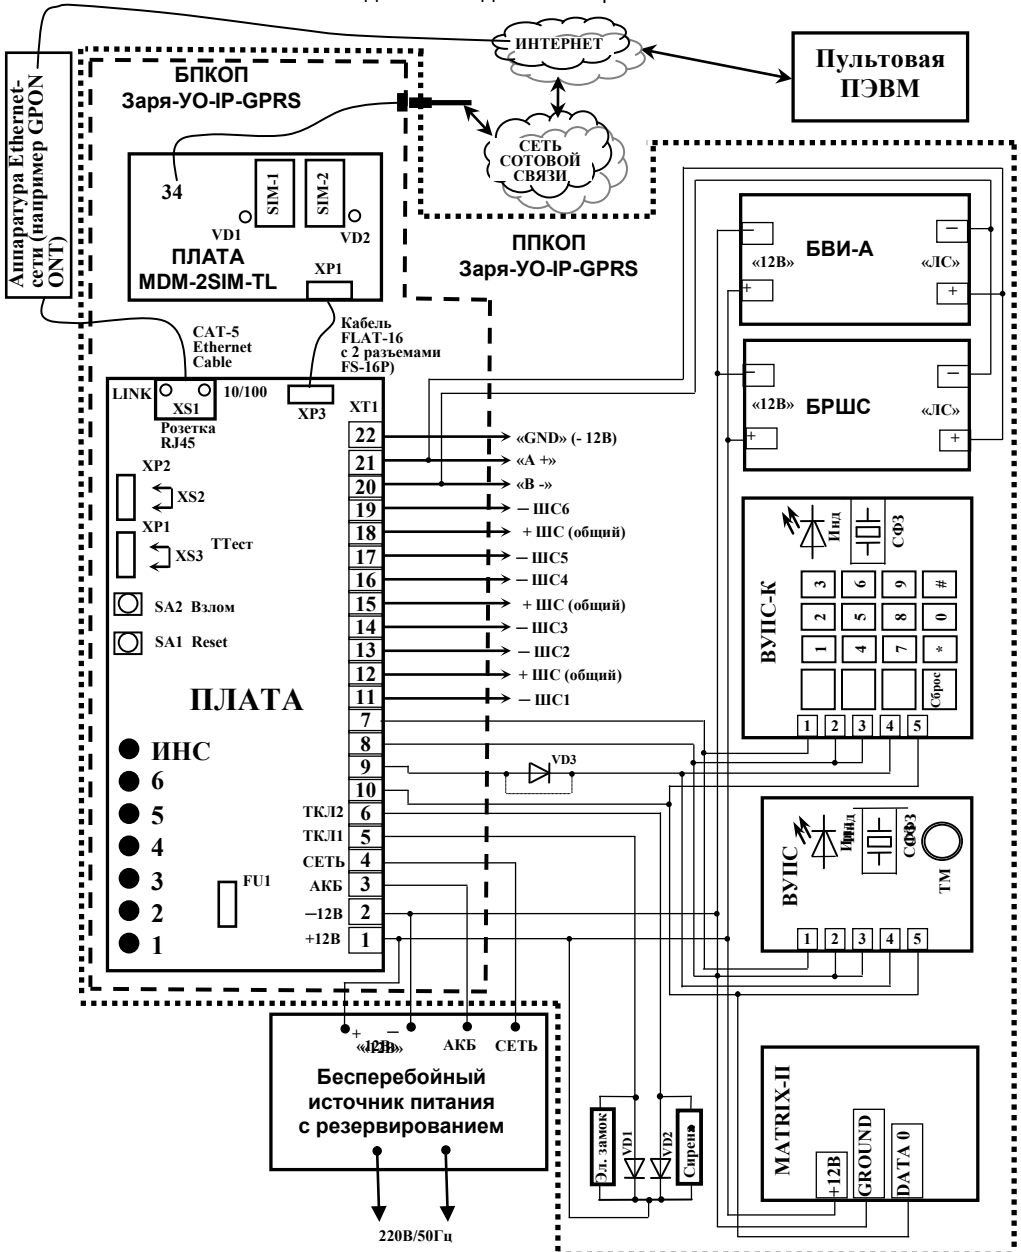 ИНТЕРНЕТ
Пультовая
ПЭВМ
Аппаратура Ethernet-
сети (например GPON
ONT)
БПКОП
Заря-УО-IP-GPRS
СЕТЬ
СОТОВОЙ
СВЯЗИ
34
SIM-1
SIM-2
VD1
VD2
ПЛАТА
MDM-2SIM-TL
XP1
ППКОП
Заря-УО-IP-GPRS
CAT-5
Ethernet
Cable
Кабель
FLAT-16
с 2 разъемами
FS-16P)
LINK
XS1
10/100
Розетка
RJ45
XP3
XT1
XP2
XS2
XP1
XS3
ТТест
SA2 Взлом
SA1 Reset
ПЛАТА
ИНС
6
5
4
3
2
1
FU1
22 «GND» (- 12В)
21 «А +»
20 «В -»
19 – ШС6
18 + ШС (общий)
17 – ШС5
16 – ШС4
15 + ШС (общий)
14 – ШС3
13 – ШС2
12 + ШС (общий)
11 – ШС1
7
8
9
10
ТКЛ2 6
ТКЛ1 5
СЕТЬ 4
АКБ 3
–12В 2
+12В 1
VD3
БВИ-А
– «12В» +
– «ЛС» +
БРШС
– «12В» +
– «ЛС» +
ВУПС-К
Инд
СФЗ
3 6 9 #
2 5 8 0
1 4 7 *
Сброс
1 2 3 4 5
ВУПС
ТМ
1 2 3 4 5
MATRIX-II
+12В
GROUND
DATA 0
Эл. замок
VD1
VD2
Сирена
+ –
«12В»
АКБ
СЕТЬ
Бесперебойный
источник питания
с резервированием
220В/50Гц